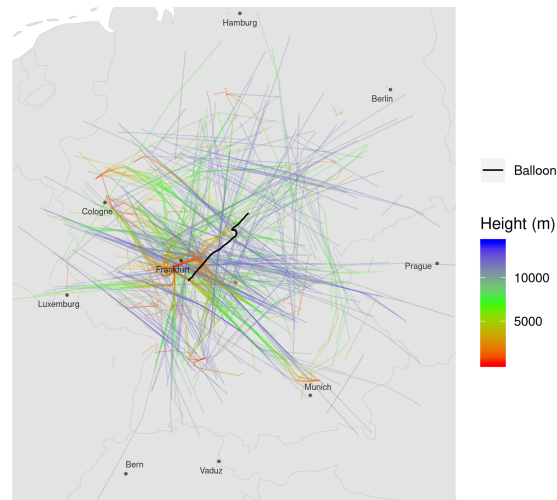 Hamburg
Berlin
Balloon
Cologne
Height (m)
Frankfurt
Prague
10000
Luxemburg
5000
Munich
Bern
Vaduz